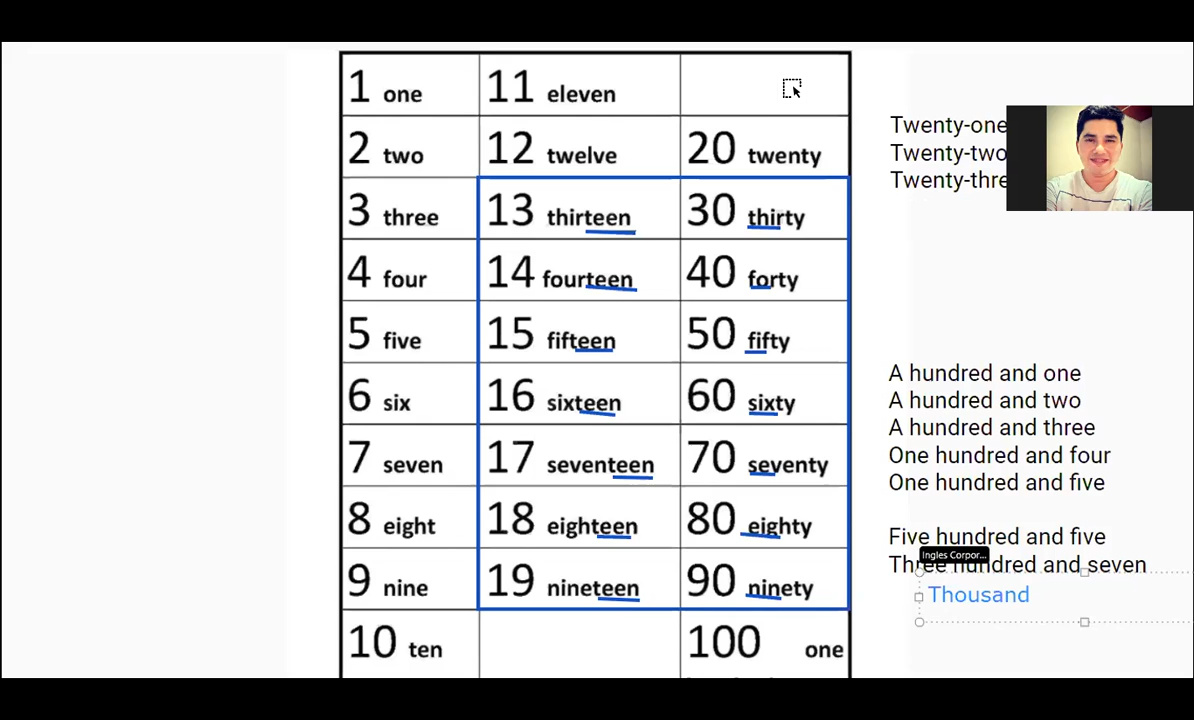 1 one 11 eleven
2 two 12 twelve 20 twenty
3 three 13 thirteen 30 thirty
4 four 14 fourteen 40 forty
5 five 15 fifteen 50 fifty
6 six 16 sixteen 60 sixty
7 seven 17 seventeen 70 seventy
8 eight 18 eighteen 80 eighty
9 nine 19 nineteen 90 ninety
10 ten 100 one
Twenty-one
Twenty-two
Twenty-thre
A hundred and one
A hundred and two
A hundred and three
One hundred and four
One hundred and five
Five hundred and five
Ingles Corpor...
Three hundred and seven
Thousand